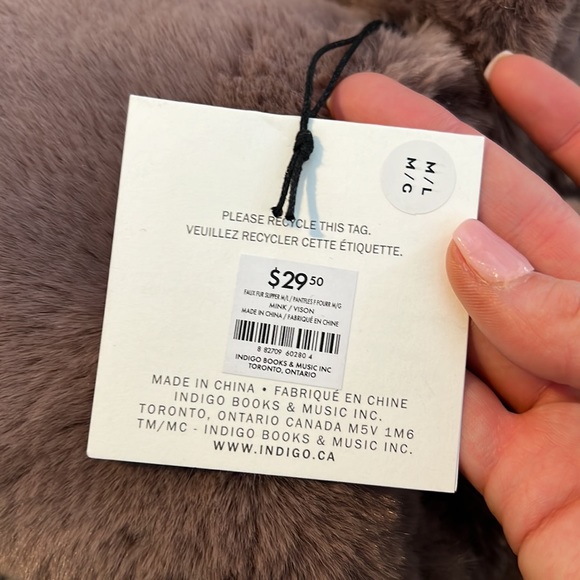 M/L
M/G
PLEASE RECYCLE THIS TAG.
VEUILLEZ RECYCLER CETTE ÉTIQUETTE.
$29.50
FAUX FUR SLIPPER M/L / PANTFLES F FOURR M/G
MINK / VISON
MADE IN CHINA / FABRIQUÉ EN CHINE
8 82709 60280 4
INDIGO BOOKS & MUSIC INC
TORONTO, ONTARIO
MADE IN CHINA • FABRIQUÉ EN CHINE
INDIGO BOOKS & MUSIC INC.
TORONTO, ONTARIO CANADA M5V 1M6
TM/MC - INDIGO BOOKS & MUSIC INC.
WWW.INDIGO.CA